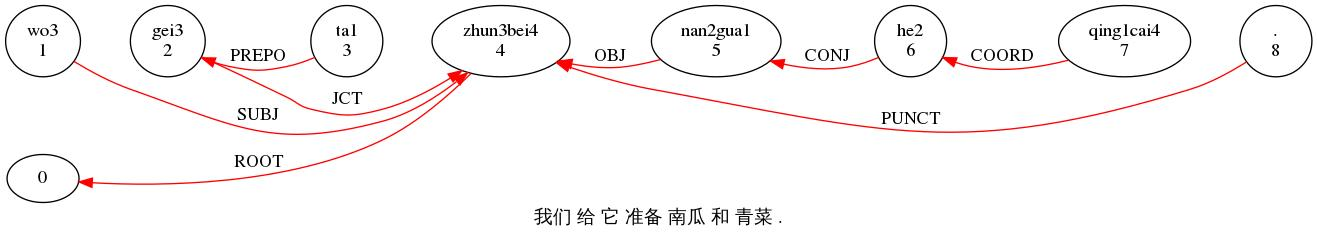 wo3 gei3 ta1 zhun3bei4 nan2gua1 he2 qing1cai4 .
1 2 3 4 5 6 7 8
PREPO OBJ CONJ COORD
JCT
SUBJ PUNCT
ROOT
0
我们 给 它 准备 南瓜 和 青菜 .